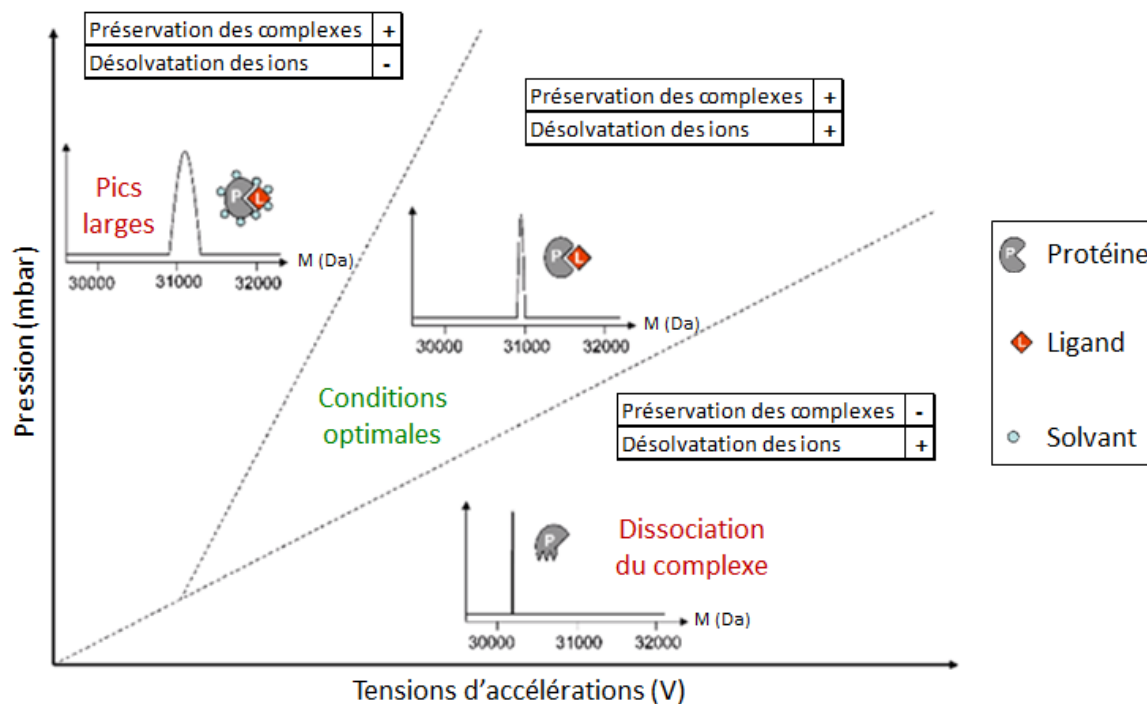 Préservation des complexes +
Désolvatation des ions -
Préservation des complexes +
Désolvatation des ions +
Pics
larges
P L
M (Da)
30000 31000 32000
P L
M (Da)
30000 31000 32000
Pression (mbar)
Conditions
optimales
Préservation des complexes -
Désolvatation des ions +
Dissociation
du complexe
P
M (Da)
30000 31000 32000
Tensions d’accélérations (V)
P Protéine
L Ligand
Solvant